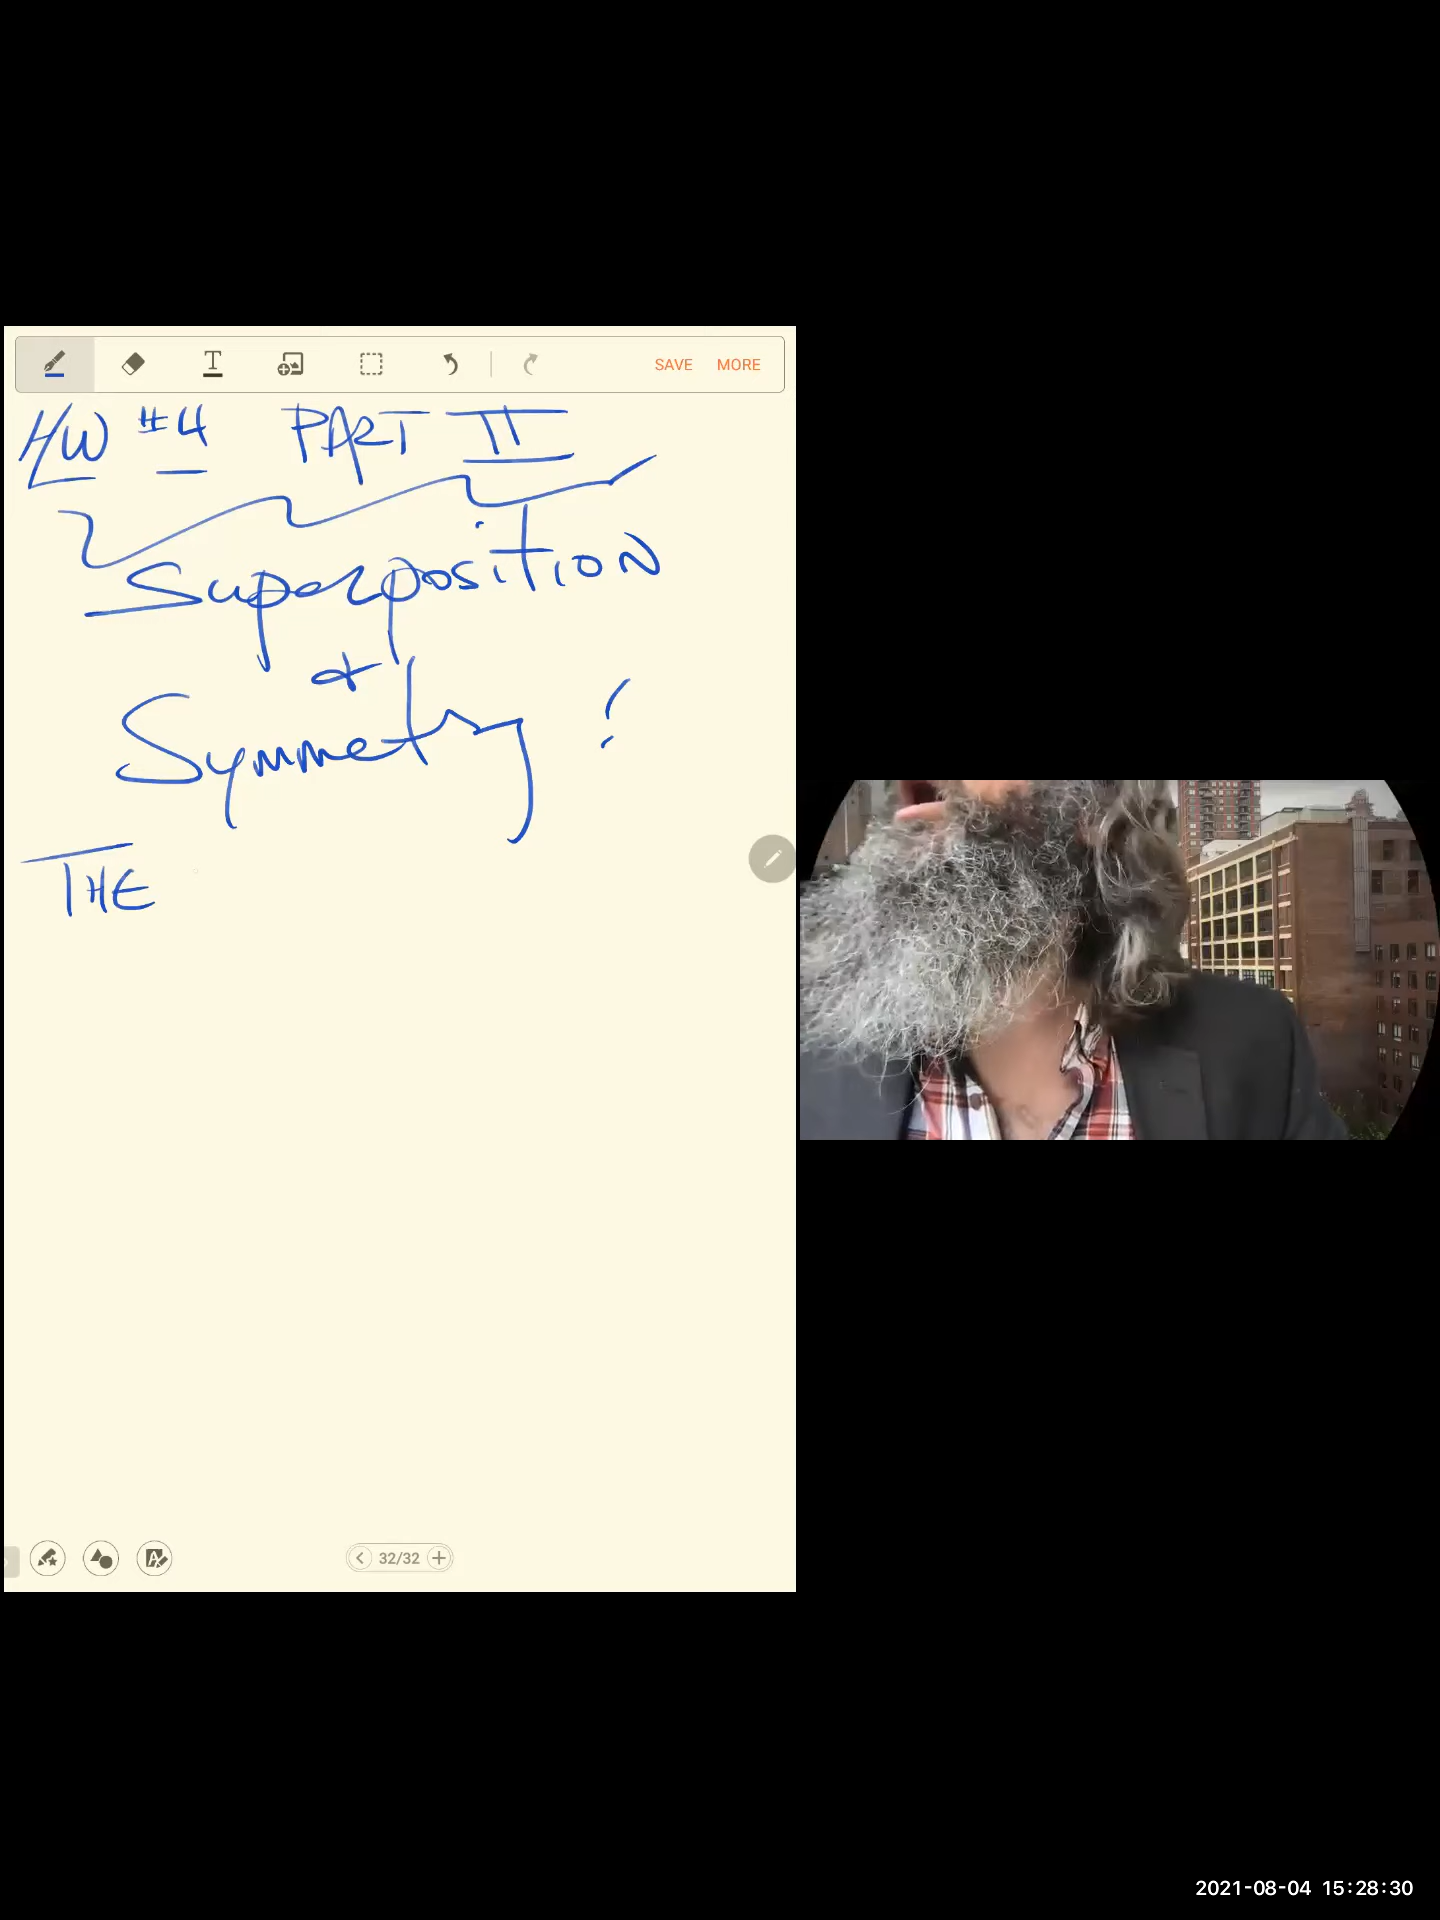 T SAVE MORE
HW #4 PART II
Superposition
+
Symmetry !
THE
32/32
A
2021-08-04 15:28:30